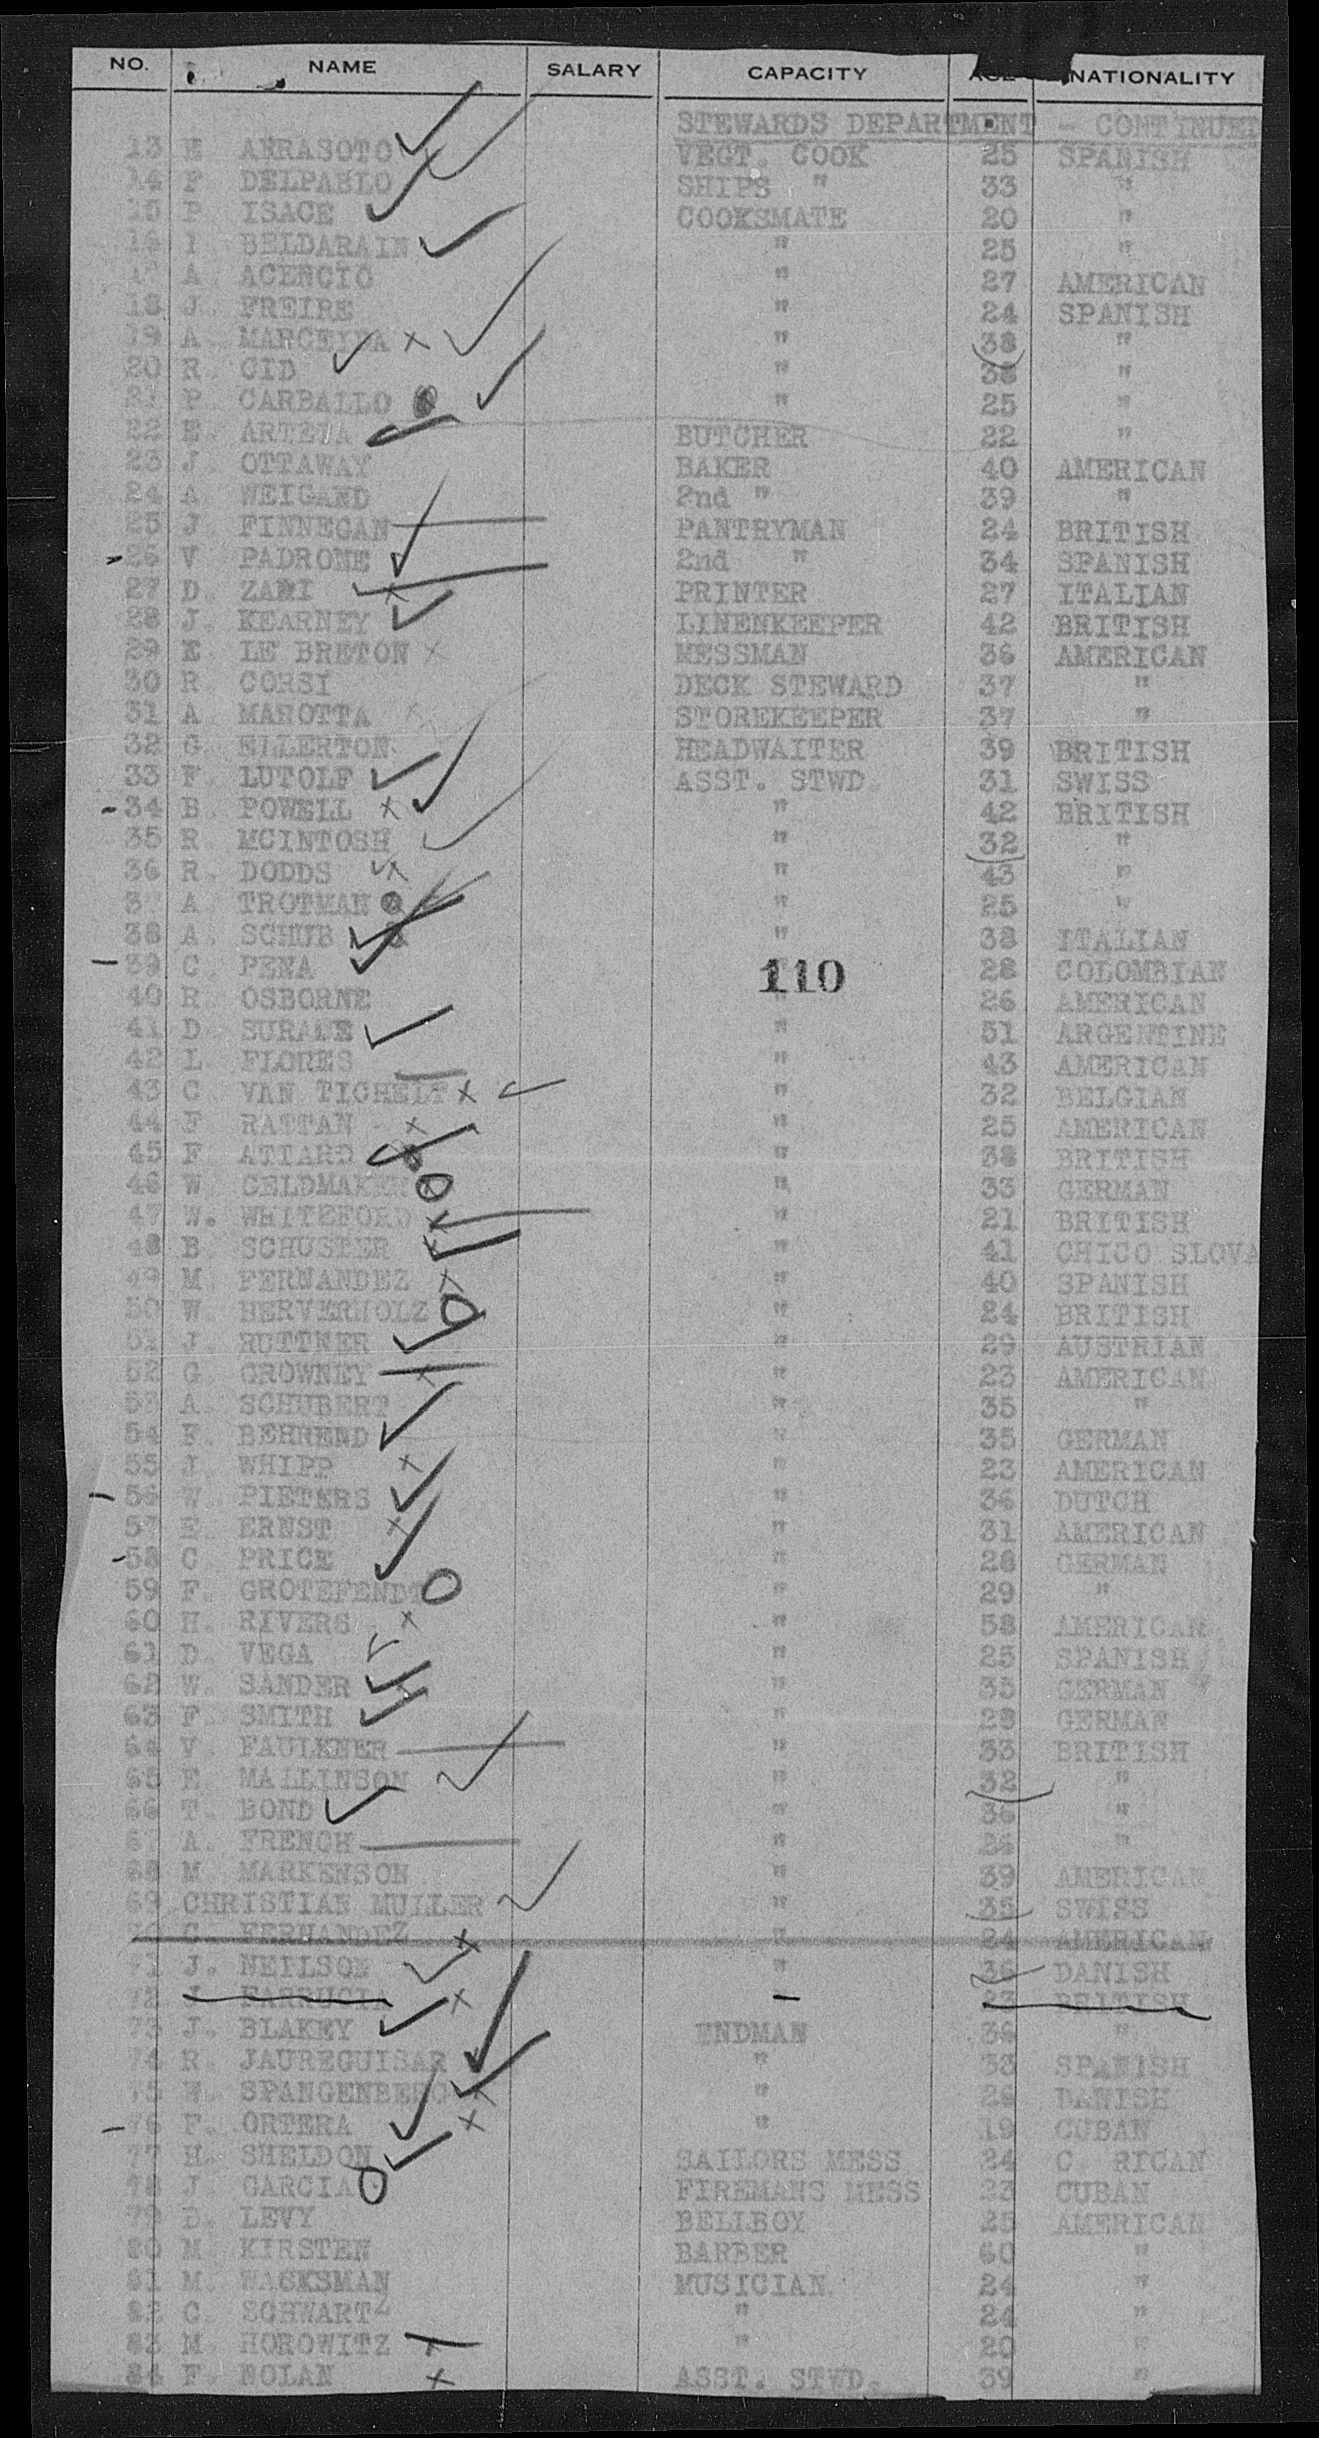 NO. NAME SALARY CAPACITY AGE NATIONALITY
STEWARDS DEPARTMENT - CONTINUED
13 E ARRASOTO VEGT. COOK 25 SPANISH
14 F DELPABLO SHIPS " 33 "
15 P ISACE COOKSMATE 20 "
16 I BELDARAIN " 25 "
17 A ACENCIO " 27 AMERICAN
18 J. FREIRE " 24 SPANISH
19 A. " 38 "
20 R. CID " 38 "
21 P CARBALLO " 25 "
22 E. BUTCHER 22 "
23 J. OTTAWAY BAKER 40 AMERICAN
24 A. WEIGAND 2nd " 39 "
25 J FINNEGAN PANTRYMAN 24 BRITISH
26 V PADRONE 2nd " 34 SPANISH
27 D. PRINTER 27 ITALIAN
28 J. KEARNEY LINENKEEPER 42 BRITISH
29 E. LE BRETON MESSMAN 36 AMERICAN
30 R. CORSI DECK STEWARD 37 "
31 A MAROTTA STOREKEEPER 37 "
32 G. ELLERTON HEADWAITER 39 BRITISH
33 F. LUTOLF ASST. STWD. 31 SWISS
34 B. POWELL " 42 BRITISH
35 R. MCINTOSH " 32 "
36 R. DODDS " 43 "
37 A. TROTMAN " 25 "
38 A. SCHUB " 38 ITALIAN
39 C. PENA " 28 COLOMBIAN
110
40 R OSBORNE " 26 AMERICAN
41 D. " 51 ARGENTINE
42 L. FLORES " 43 AMERICAN
43 C VAN TICHELT " 32 BELGIAN
44 F RATTAN " 25 AMERICAN
45 F ATIARD " 38 BRITISH
46 W GELDMAKER " 33 GERMAN
47 W. WHITEFORD " 21 BRITISH
48 B. SCHUSTER " 41 CHICO SLOVA
49 M. FERNANDEZ " 40 SPANISH
50 W. HERVERHOLZ " 24 BRITISH
51 J. RUTTNER " 29 AUSTRIAN
52 G. CROWNEY " 23 AMERICAN
53 A. SCHUBERT " 35 "
54 F. BEHREND " 35 GERMAN
55 J. WHIPP " 23 AMERICAN
56 W PIETERS " 36 DUTCH
57 E. ERNST " 31 AMERICAN
58 C. PRICE " 28 GERMAN
59 F. GROTEFENDT " 29 "
60 H. RIVERS " 58 AMERICAN
61 D. VEGA " 25 SPANISH
62 W. SANDER " 35 GERMAN
63 F. SMITH " 28 GERMAN
64 V. FAULKNER " 33 BRITISH
65 E. MALLINSON " 32 "
66 T. BOND " 36 "
67 A. FRENCH " 26 "
68 M MARKENSON " 39 AMERICAN
69 CHRISTIAN MULLER " 35 SWISS
70 C. FERNANDEZ " 24 AMERICAN
71 J. NEILSON " 36 DANISH
72 J FARRUGIA 23 BRITISH
73 J. BLAKEY ENDMAN 36 "
74 R. JAUREGUISAR " 33 SPANISH
75 SPANGENBERG " 26 DANISH
76 F. ORTERA " 19 CUBAN
77 H. SHELDON SAILORS MESS 24 C. RICAN
78 J GARCIA FIREMANS MESS 23 CUBAN
79 LEVY BELLBOY 25 AMERICAN
80 M KIRSTEN BARBER 60 "
81 M. WACKSMAN MUSICIAN 24 "
82 C. SCHWARTZ " 24 "
83 M. HOROWITZ " 20 "
84 F. NOLAN ASST. STWD. 39 "